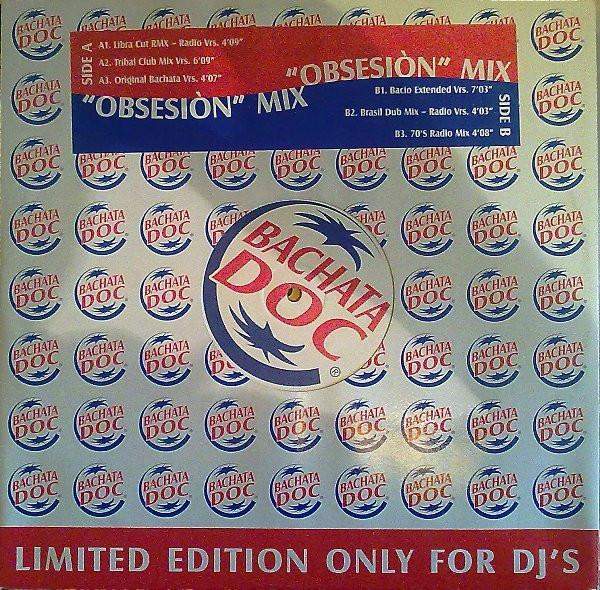 SIDE A
A1. Libra Cut RMX – Radio Vrs. 4'09"
A2. Tribal Club Mix Vrs. 6'09"
A3. Original Bachata Vrs. 4'07"
"OBSESIÒN" MIX
"OBSESIÒN" MIX
SIDE B
B1. Bacio Extended Vrs. 7'03"
B2. Brasil Dub Mix – Radio Vrs. 4'03"
B3. 70'S Radio Mix 4'08"
BACHATA
DOC
®
LIMITED EDITION ONLY FOR DJ'S